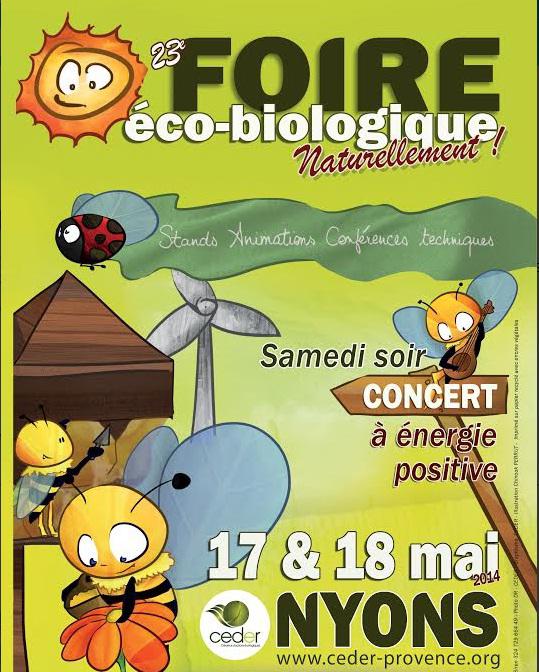 23e FOIRE
éco-biologique
Naturellement !
Stands Animations Conférences techniques
Samedi soir
CONCERT
à énergie
positive
17 & 18 mai
2014
ceder
NYONS
www.ceder-provence.org